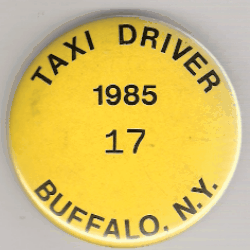 TAXI DRIVER
1985
17
BUFFALO, N.Y.